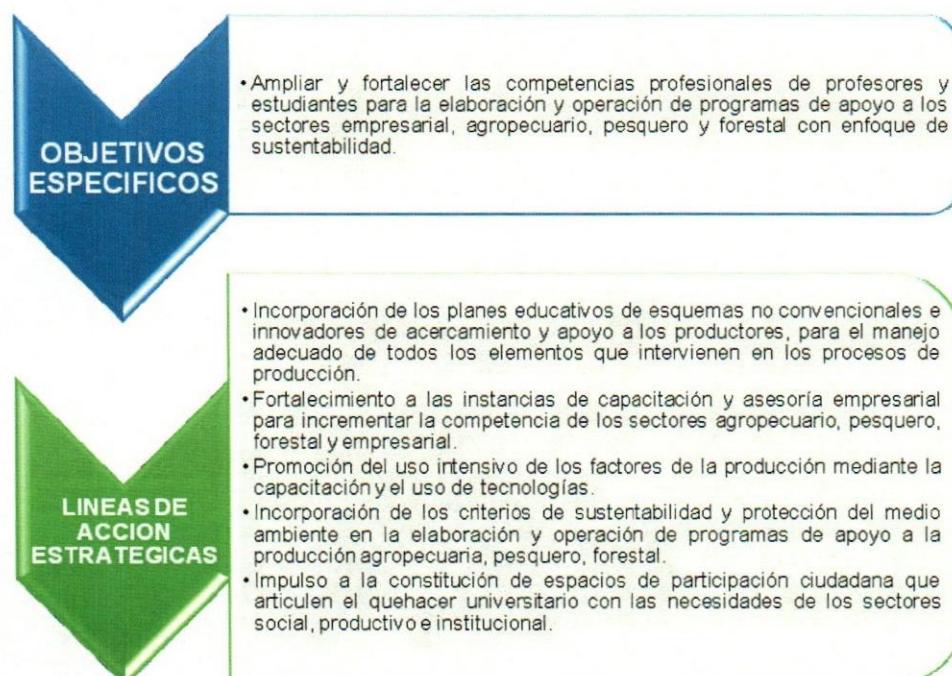 OBJETIVOS
ESPECIFICOS
• Ampliar y fortalecer las competencias profesionales de profesores y
estudiantes para la elaboración y operación de programas de apoyo a los
sectores empresarial, agropecuario, pesquero y forestal con enfoque de
sustentabilidad.
LINEAS DE
ACCION
ESTRATEGICAS
• Incorporación de los planes educativos de esquemas no convencionales e
innovadores de acercamiento y apoyo a los productores, para el manejo
adecuado de todos los elementos que intervienen en los procesos de
producción.
• Fortalecimiento a las instancias de capacitación y asesoría empresarial
para incrementar la competencia de los sectores agropecuario, pesquero,
forestal y empresarial.
• Promoción del uso intensivo de los factores de la producción mediante la
capacitación y el uso de tecnologías.
• Incorporación de los criterios de sustentabilidad y protección del medio
ambiente en la elaboración y operación de programas de apoyo a la
producción agropecuaria, pesquero, forestal.
• Impulso a la constitución de espacios de participación ciudadana que
articulen el quehacer universitario con las necesidades de los sectores
social, productivo e institucional.